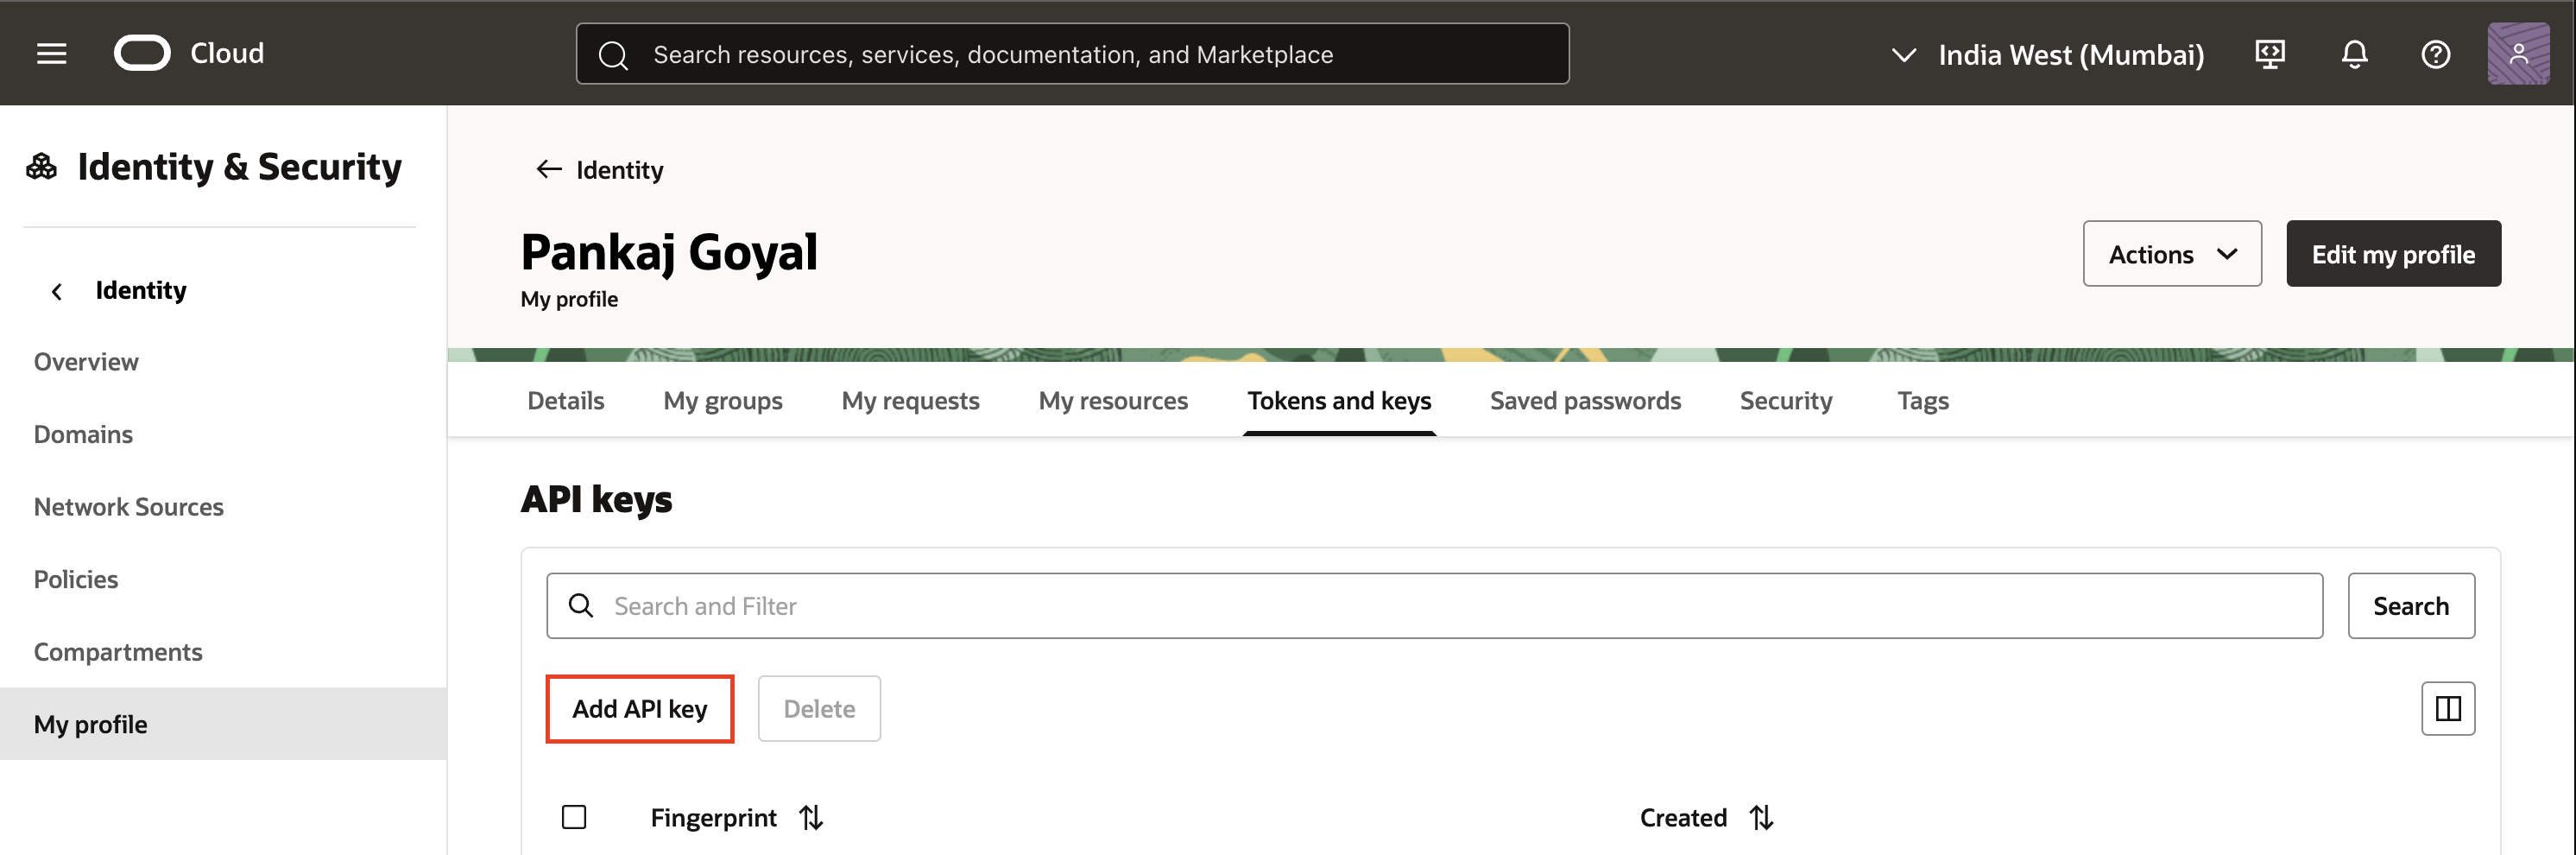 Cloud
Search resources, services, documentation, and Marketplace
India West (Mumbai)
Identity & Security
Identity
Overview
Domains
Network Sources
Policies
Compartments
My profile
Identity
Pankaj Goyal
My profile
Actions
Edit my profile
Details My groups My requests My resources Tokens and keys Saved passwords Security Tags
API keys
Search and Filter
Search
Add API key
Delete
Fingerprint Created